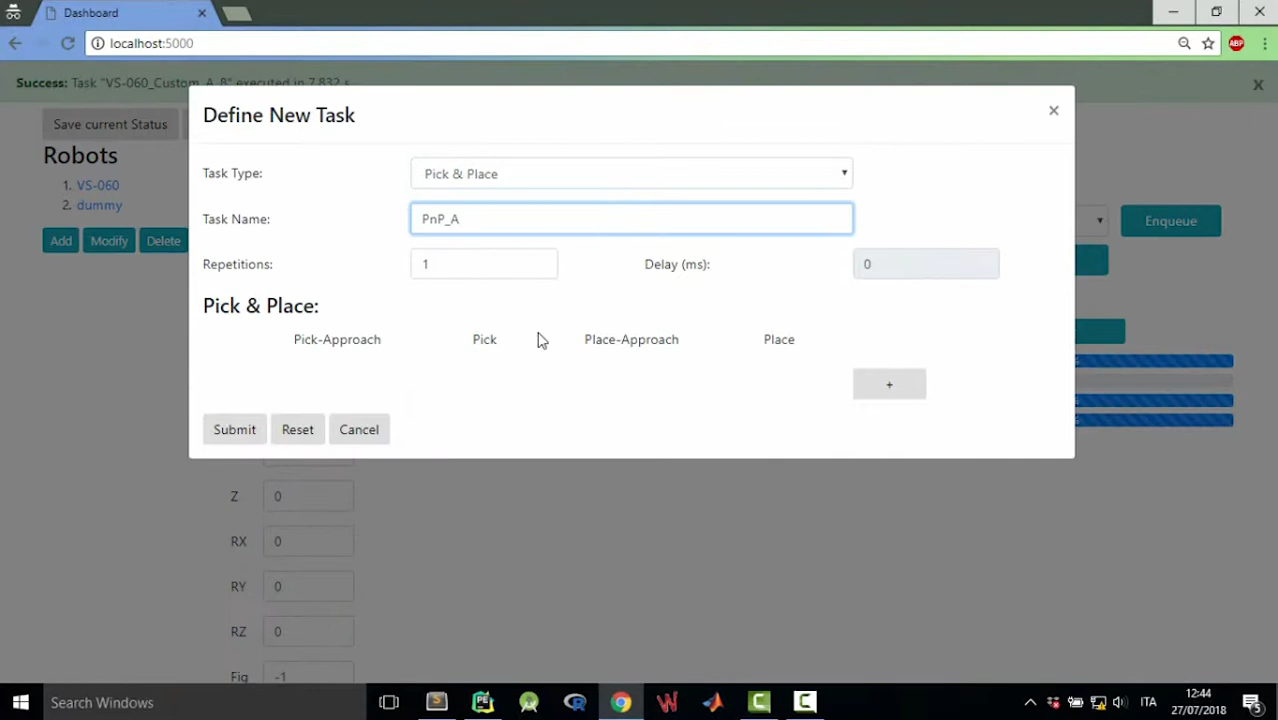 Dashboard
localhost:5000
ABP
Success: Task "VS-060_Custom_A_8" executed in 7.832 s
X
Save current Status
Robots
1. VS-060
2. dummy
Add Modify Delete
Enqueue
Define New Task
×
Task Type: Pick & Place
Task Name: PnP_A
Repetitions: 1 Delay (ms): 0
Pick & Place:
Pick-Approach Pick Place-Approach Place
+
Submit Reset Cancel
Z 0
RX 0
RY 0
RZ 0
Fig -1
Search Windows
ITA
12:44
27/07/2018
5